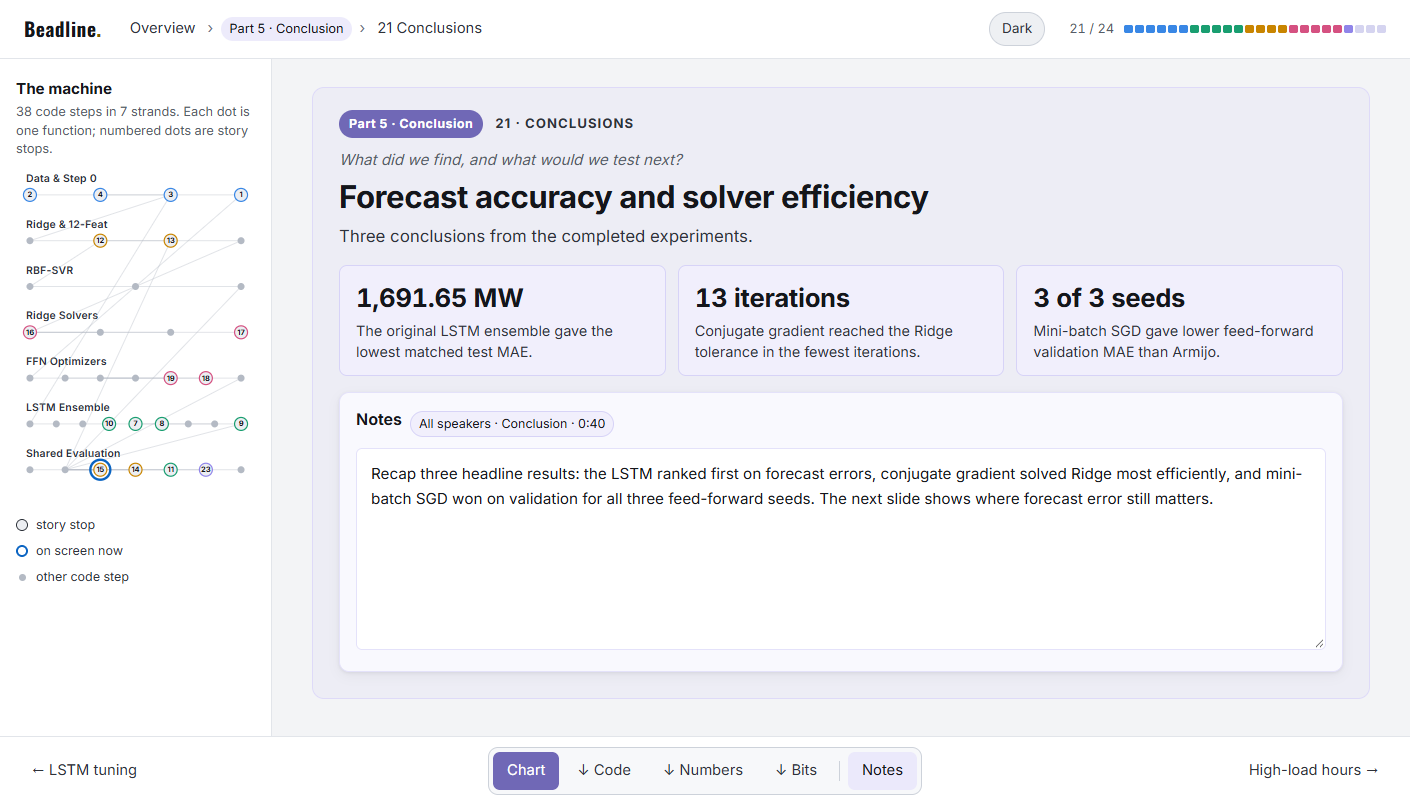 Beadline.
Overview › Part 5 · Conclusion › 21 Conclusions
Dark
21 / 24
The machine
38 code steps in 7 strands. Each dot is
one function; numbered dots are story
stops.
Data & Step 0
2 4 3 1
Ridge & 12-Feat
12 13
RBF-SVR
Ridge Solvers
16 17
FFN Optimizers
19 18
LSTM Ensemble
10 7 8 9
Shared Evaluation
15 14 11 23
story stop
on screen now
other code step
Part 5 · Conclusion
21 · CONCLUSIONS
What did we find, and what would we test next?
Forecast accuracy and solver efficiency
Three conclusions from the completed experiments.
1,691.65 MW
The original LSTM ensemble gave the
lowest matched test MAE.
13 iterations
Conjugate gradient reached the Ridge
tolerance in the fewest iterations.
3 of 3 seeds
Mini-batch SGD gave lower feed-forward
validation MAE than Armijo.
Notes
All speakers · Conclusion · 0:40
Recap three headline results: the LSTM ranked first on forecast errors, conjugate gradient solved Ridge most efficiently, and mini-
batch SGD won on validation for all three feed-forward seeds. The next slide shows where forecast error still matters.
← LSTM tuning
Chart
↓ Code
↓ Numbers
↓ Bits
Notes
High-load hours →